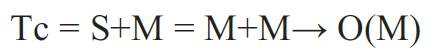 Tc = S+M = M+M→ O(M)